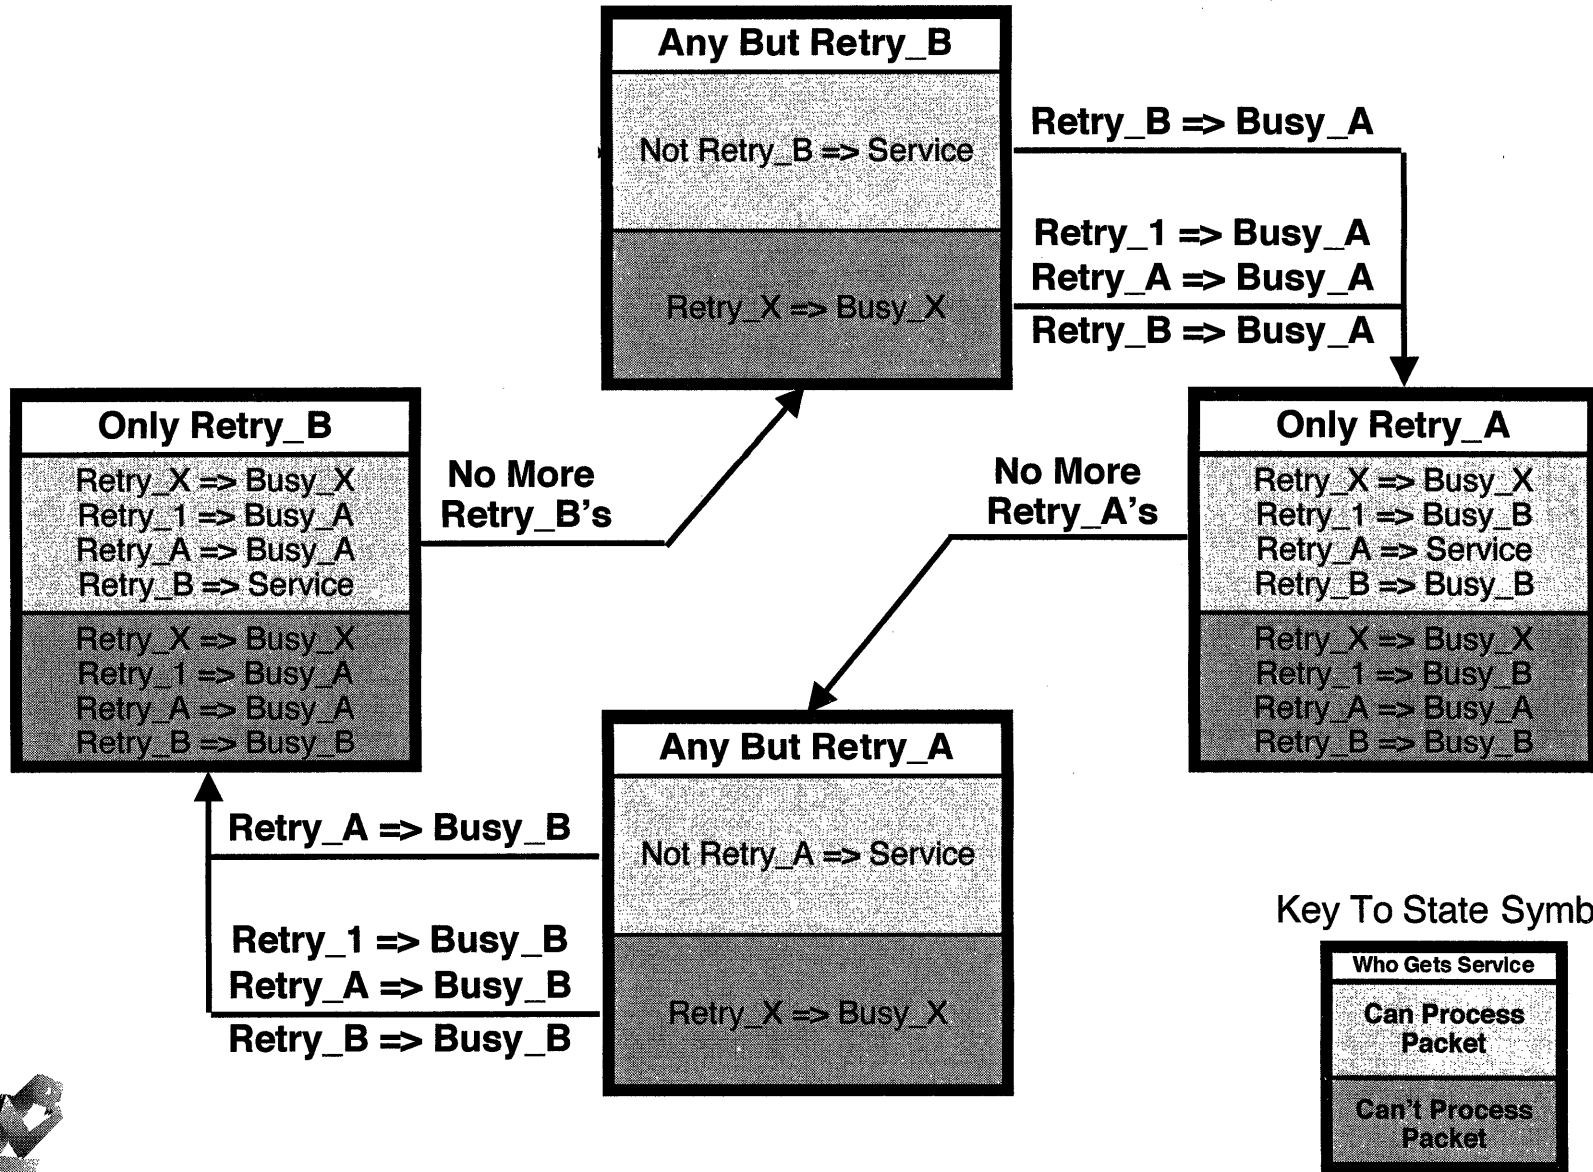 Any But Retry_B
Not Retry_B => Service
Retry_X => Busy_X
Retry_B => Busy_A
Retry_1 => Busy_A
Retry_A => Busy_A
Retry_B => Busy_A
Only Retry_B
Retry_X => Busy_X
Retry_1 => Busy_A
Retry_A => Busy_A
Retry_B => Service
Retry_X => Busy_X
Retry_1 => Busy_A
Retry_A => Busy_A
Retry_B => Busy_B
No More
Retry_B's
No More
Retry_A's
Only Retry_A
Retry_X => Busy_X
Retry_1 => Busy_B
Retry_A => Service
Retry_B => Busy_B
Retry_X => Busy_X
Retry_1 => Busy_B
Retry_A => Busy_A
Retry_B => Busy_B
Any But Retry_A
Not Retry_A => Service
Retry_X => Busy_X
Retry_A => Busy_B
Retry_1 => Busy_B
Retry_A => Busy_B
Retry_B => Busy_B
Key To State Symb
Who Gets Service
Can Process
Packet
Can't Process
Packet